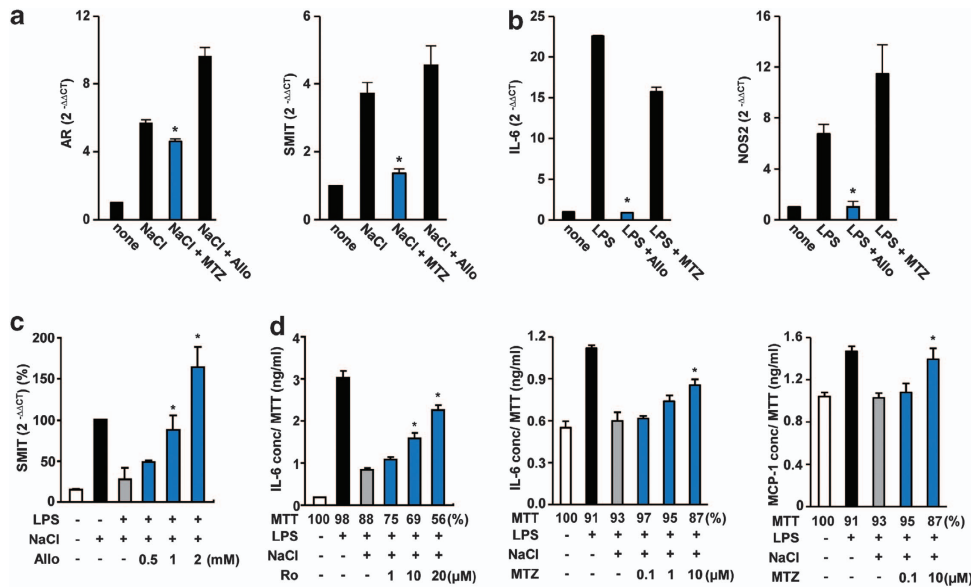 a
AR (2 -ΔΔCT)
12
8
4
0
none
NaCl
NaCl + MTZ
NaCl + Allo
*
SMIT (2 -ΔΔCT)
6
4
2
0
none
NaCl
NaCl + MTZ
NaCl + Allo
*
b
IL-6 (2 -ΔΔCT)
25
20
15
10
5
0
none
LPS
LPS + Allo
LPS + MTZ
*
NOS2 (2 -ΔΔCT)
16
12
8
4
0
none
LPS
LPS + Allo
LPS + MTZ
*
c
SMIT (2 -ΔΔCT) (%)
200
150
100
50
0
* *
LPS - - + + + +
NaCl - + + + + +
Allo - - - 0.5 1 2 (mM)
d
IL-6 conc/ MTT (ng/ml)
4
3
2
1
0
* *
MTT 100 98 88 75 69 56 (%)
LPS - + + + + +
NaCl - - + + + +
Ro - - - 1 10 20 (μM)
IL-6 conc/ MTT (ng/ml)
1.2
0.9
0.6
0.3
0.0
*
MTT 100 91 93 97 95 87 (%)
LPS - + + + + +
NaCl - - + + + +
MTZ - - - 0.1 1 10 (μM)
MCP-1 conc/ MTT (ng/ml)
1.6
1.2
0.8
0.4
0.0
*
MTT 100 91 93 95 87 (%)
LPS - + + + +
NaCl - - + + +
MTZ - - - 0.1 10 (μM)